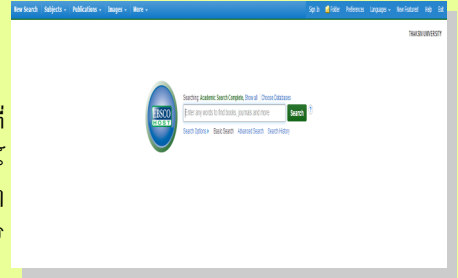 New Search Subjects Publications Images More Sign In Folder Preferences Languages New Features! Help Exit
THAKSIN UNIVERSITY
Searching: Academic Search Complete, Show all Choose Databases
EBSCO
HOST
Enter any words to find books, journals and more Search ?
Search Options Basic Search Advanced Search Search History
ที่